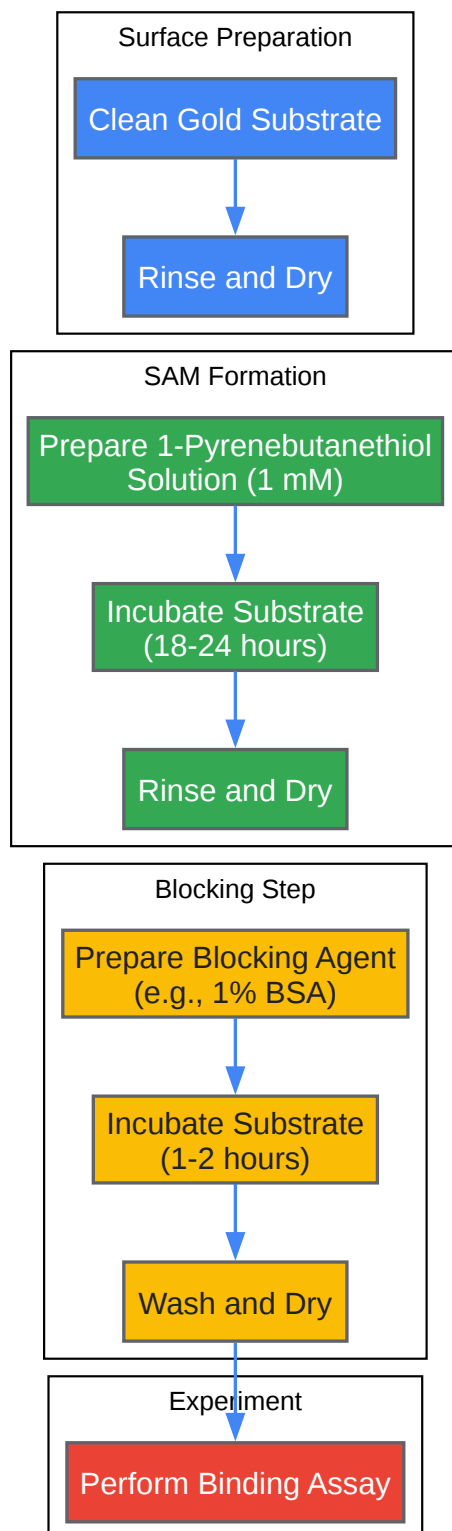 Surface Preparation
Clean Gold Substrate
Rinse and Dry
SAM Formation
Prepare 1-Pyrenebutanethiol
Solution (1 mM)
Incubate Substrate
(18-24 hours)
Rinse and Dry
Blocking Step
Prepare Blocking Agent
(e.g., 1% BSA)
Incubate Substrate
(1-2 hours)
Wash and Dry
Experiment
Perform Binding Assay